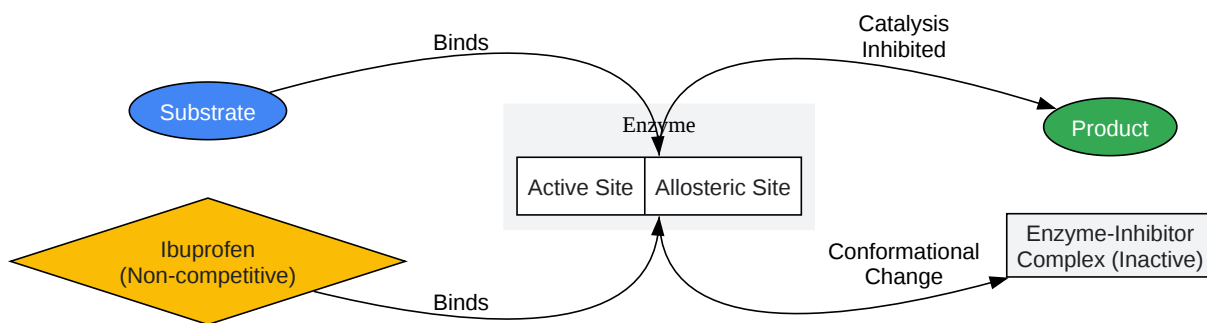 Binds
Catalysis
Inhibited
Substrate
Enzyme
Product
Active Site
Allosteric Site
Ibuprofen
(Non-competitive)
Binds
Conformational
Change
Enzyme-Inhibitor
Complex (Inactive)